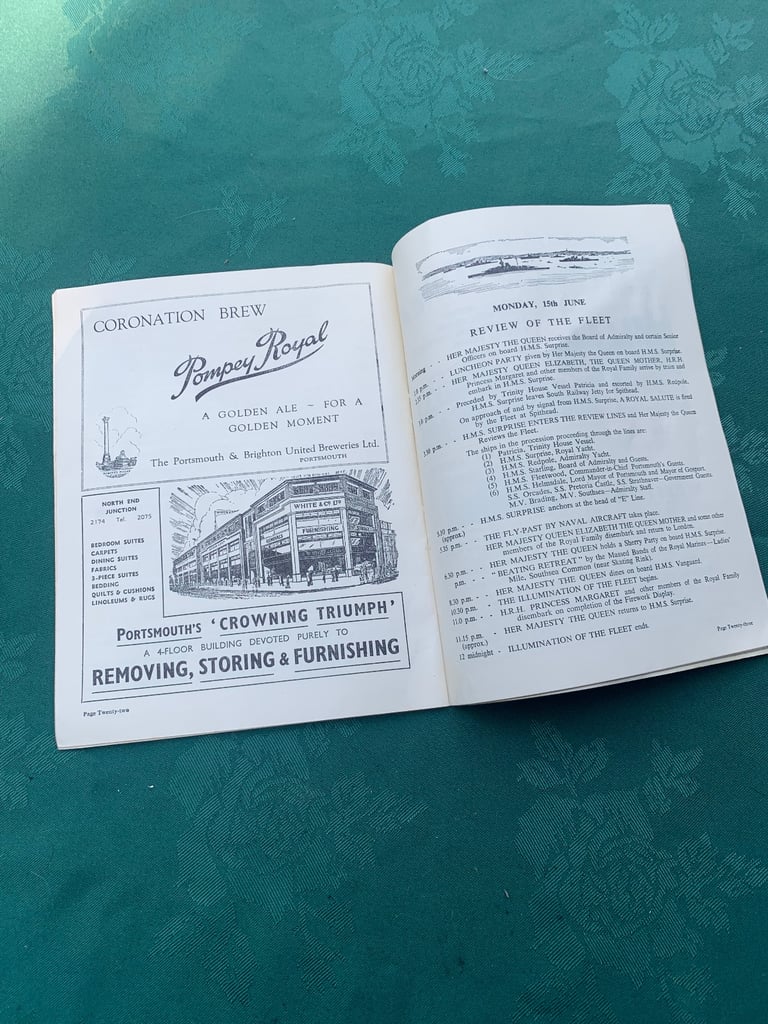 CORONATION BREW
Pompey Royal
A GOLDEN ALE ~ FOR A
GOLDEN MOMENT
The Portsmouth & Brighton United Breweries Ltd.
PORTSMOUTH
NORTH END
JUNCTION
2174 Tel. 2075
BEDROOM SUITES
CARPETS
DINING SUITES
FABRICS
3-PIECE SUITES
BEDDING
QUILTS & CUSHIONS
LINOLEUMS & RUGS
WHITE & Co LTD
FURNISHING
PORTSMOUTH'S 'CROWNING TRIUMPH'
A 4-FLOOR BUILDING DEVOTED PURELY TO
REMOVING, STORING & FURNISHING
Page Twenty-two
MONDAY, 15th JUNE
REVIEW OF THE FLEET
Morning - HER MAJESTY THE QUEEN receives the Board of Admiralty and certain Senior
Officers on board H.M.S. Surprise.
LUNCHEON PARTY given by Her Majesty the Queen on board H.M.S. Surprise.
HER MAJESTY QUEEN ELIZABETH, THE QUEEN MOTHER, H.R.H.
Princess Margaret and other members of the Royal Family arrive by train and
embark in H.M.S. Surprise.
Preceded by Trinity House Vessel Patricia and escorted by H.M.S. Redpole,
H.M.S. Surprise leaves South Railway Jetty for Spithead.
On approach of and by signal from H.M.S. Surprise, A ROYAL SALUTE is fired
by the Fleet at Spithead.
3.30 p.m. - - H.M.S. SURPRISE ENTERS THE REVIEW LINES and Her Majesty the Queen
Reviews the Fleet.
The ships in the procession proceeding through the lines are:
(1) Patricia, Trinity House Vessel.
(2) H.M.S. Surprise, Royal Yacht.
(3) H.M.S. Redpole, Admiralty Yacht.
(4) H.M.S. Starling, Board of Admiralty and Guests.
(5) H.M.S. Fleetwood, Commander-in-Chief Portsmouth's Guests.
(6) H.M.S. Helmsdale, Lord Mayor of Portsmouth and Mayor of Gosport.
S.S. Orcades, S.S. Pretoria Castle, S.S. Strathnaver—Government Guests.
M.V. Brading, M.V. Southsea—Admiralty Staff.
H.M.S. SURPRISE anchors at the head of "E" Line.
5.30 p.m. - - THE FLY-PAST BY NAVAL AIRCRAFT takes place.
(approx.)
5.35 p.m. - - HER MAJESTY QUEEN ELIZABETH THE QUEEN MOTHER and some other
members of the Royal Family disembark and return to London.
6.30 p.m. - - HER MAJESTY THE QUEEN holds a Sherry Party on board H.M.S. Surprise.
p.m. "BEATING RETREAT" by the Massed Bands of the Royal Marines—Ladies'
Mile, Southsea Common (near Skating Rink).
8.30 p.m. - - HER MAJESTY THE QUEEN dines on board H.M.S. Vanguard.
10.30 p.m. - - THE ILLUMINATION OF THE FLEET begins.
11.0 p.m. - - H.R.H. PRINCESS MARGARET and other members of the Royal Family
disembark on completion of the Firework Display.
11.15 p.m. - HER MAJESTY THE QUEEN returns to H.M.S. Surprise.
(approx.)
12 midnight - ILLUMINATION OF THE FLEET ends.
Page Twenty-three